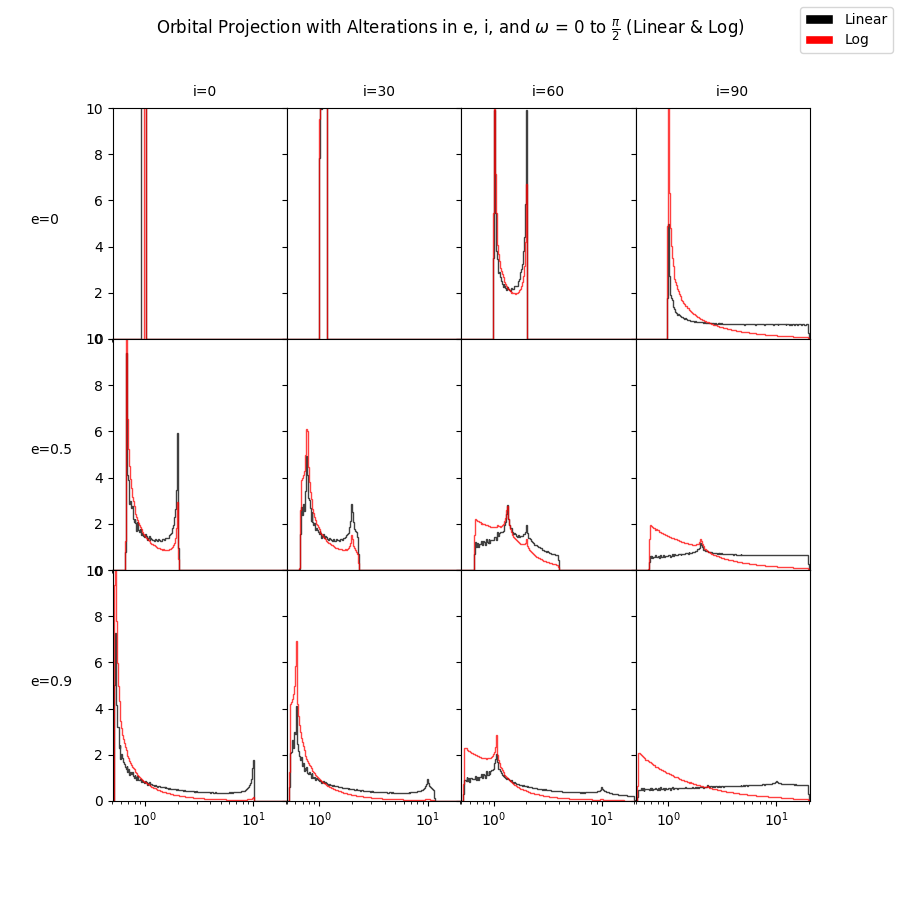 Orbital Projection with Alterations in e, i, and ω = 0 to π/2 (Linear & Log)
Linear
Log
i=0 i=30 i=60 i=90
e=0
10
8
6
4
2
0
e=0.5
10
8
6
4
2
0
e=0.9
10
8
6
4
2
0
10⁰ 10¹ 10⁰ 10¹ 10⁰ 10¹ 10⁰ 10¹